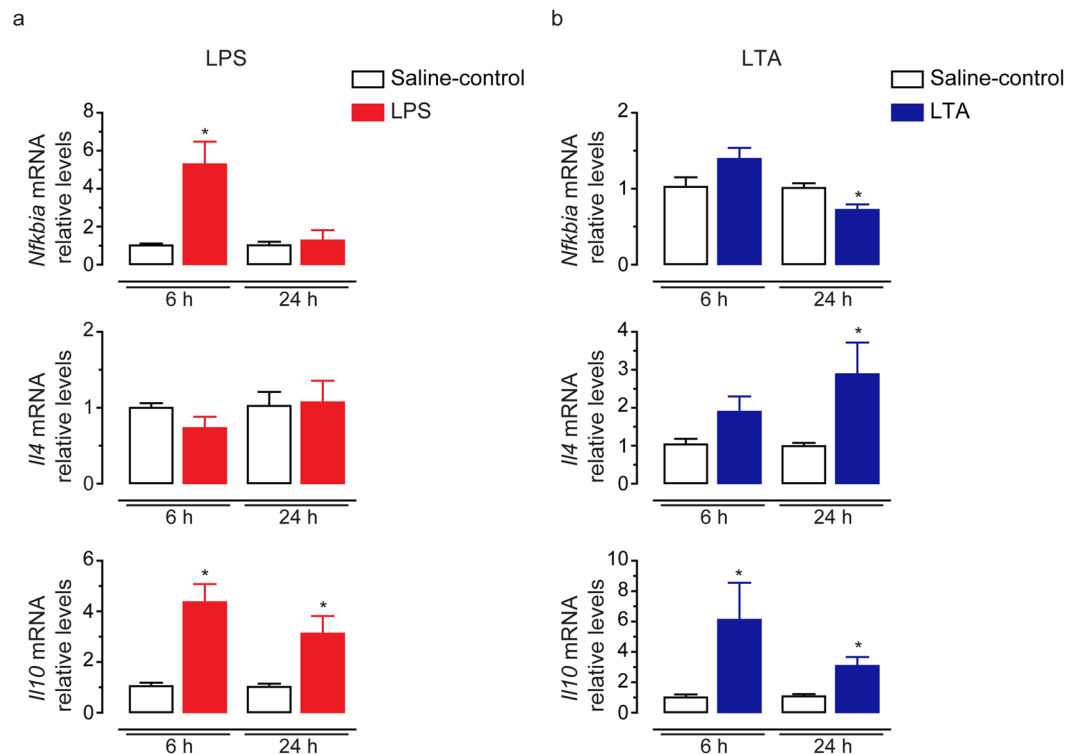 a
LPS
Saline-control
LPS
Nfkbia mRNA
relative levels
8
6
4
2
0
*
6 h
24 h
Il4 mRNA
relative levels
2
1
0
6 h
24 h
Il10 mRNA
relative levels
6
4
2
0
*
*
6 h
24 h
b
LTA
Saline-control
LTA
Nfkbia mRNA
relative levels
2
1
0
*
6 h
24 h
Il4 mRNA
relative levels
4
3
2
1
0
*
6 h
24 h
Il10 mRNA
relative levels
10
8
6
4
2
0
*
*
6 h
24 h